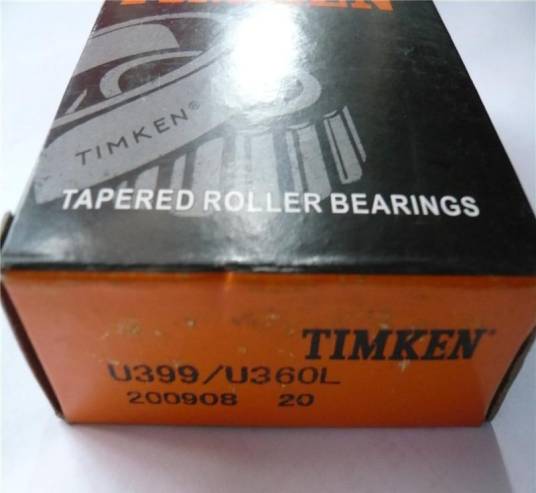 TIMKEN
TIMKEN®
TAPERED ROLLER BEARINGS
TIMKEN
U399/U360L
200908 20